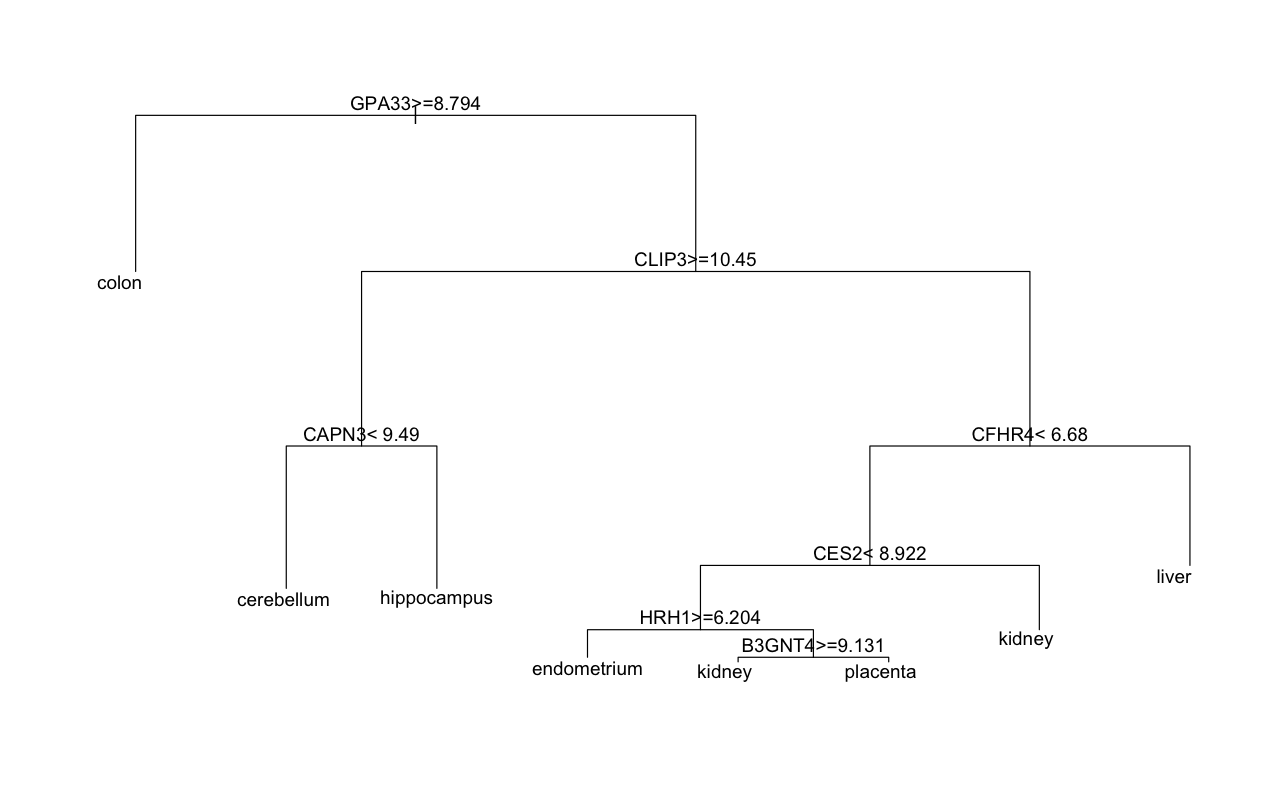 GPA33>=8.794
CLIP3>=10.45
colon
CAPN3< 9.49
CFHR4< 6.68
CES2< 8.922
liver
cerebellum
hippocampus
HRH1>=6.204
kidney
B3GNT4>=9.131
endometrium
kidney
placenta